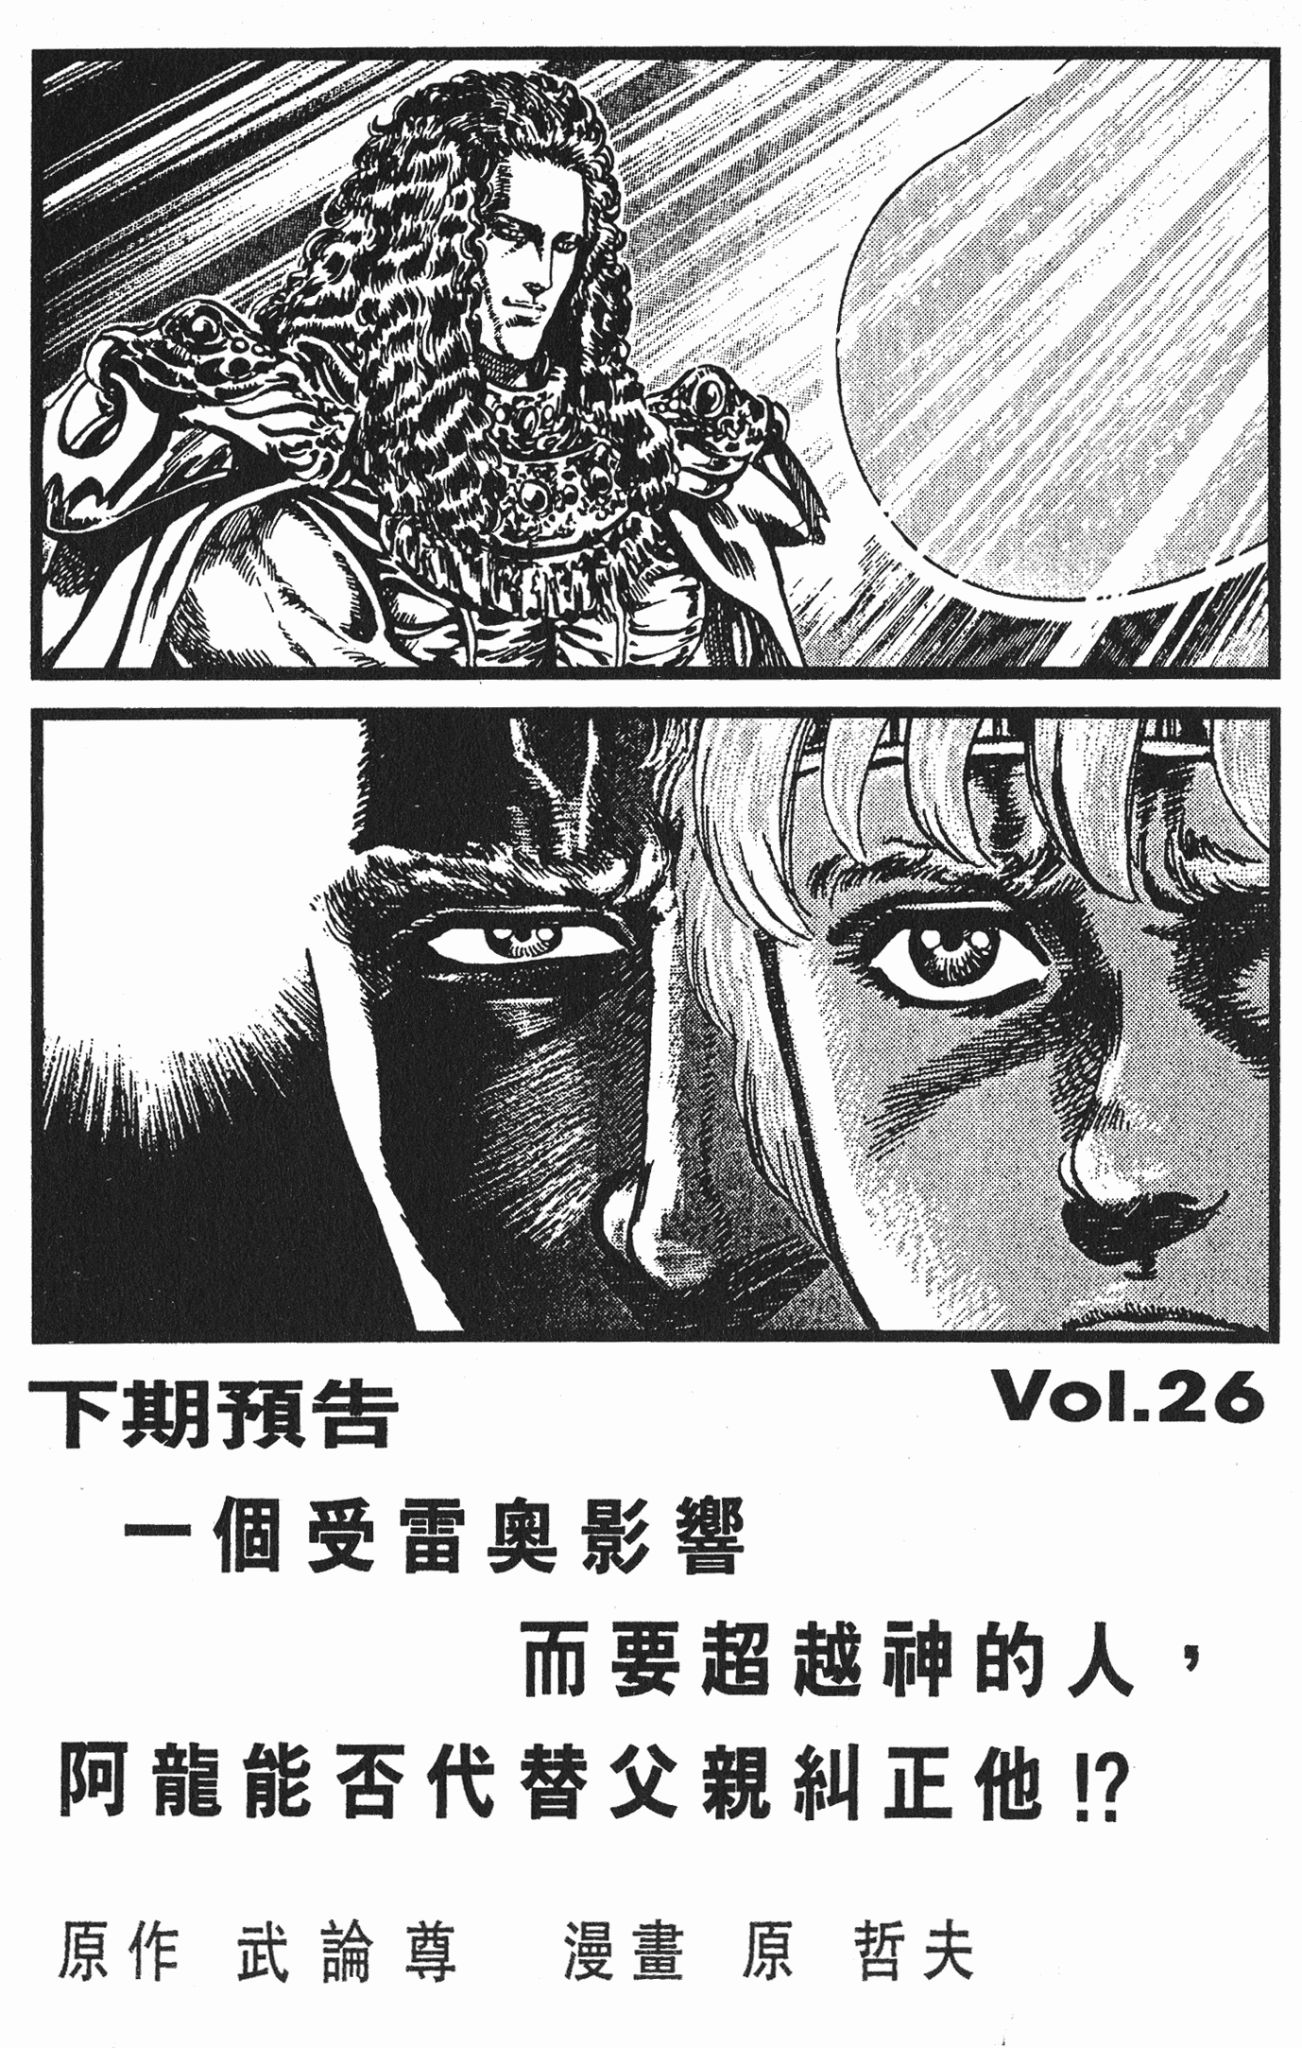 下期預告
Vol.26
一個受雷奧影響
而要超越神的人，
阿龍能否代替父親糾正他!?
原作 武論尊 漫畫 原 哲夫